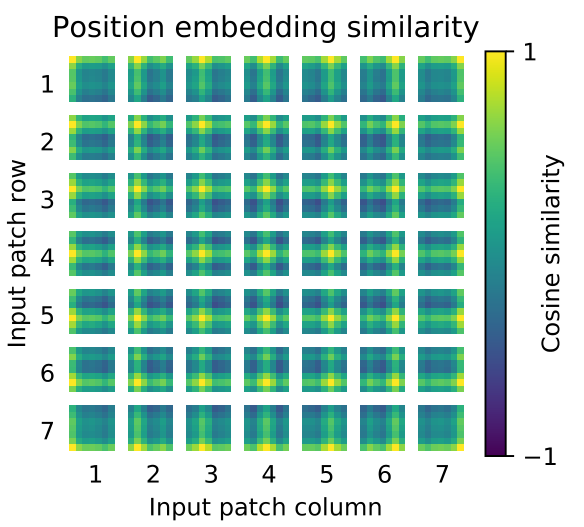 Position embedding similarity
1
2
3
4
5
6
7
Input patch row
1 2 3 4 5 6 7
Input patch column
1
−1
Cosine similarity